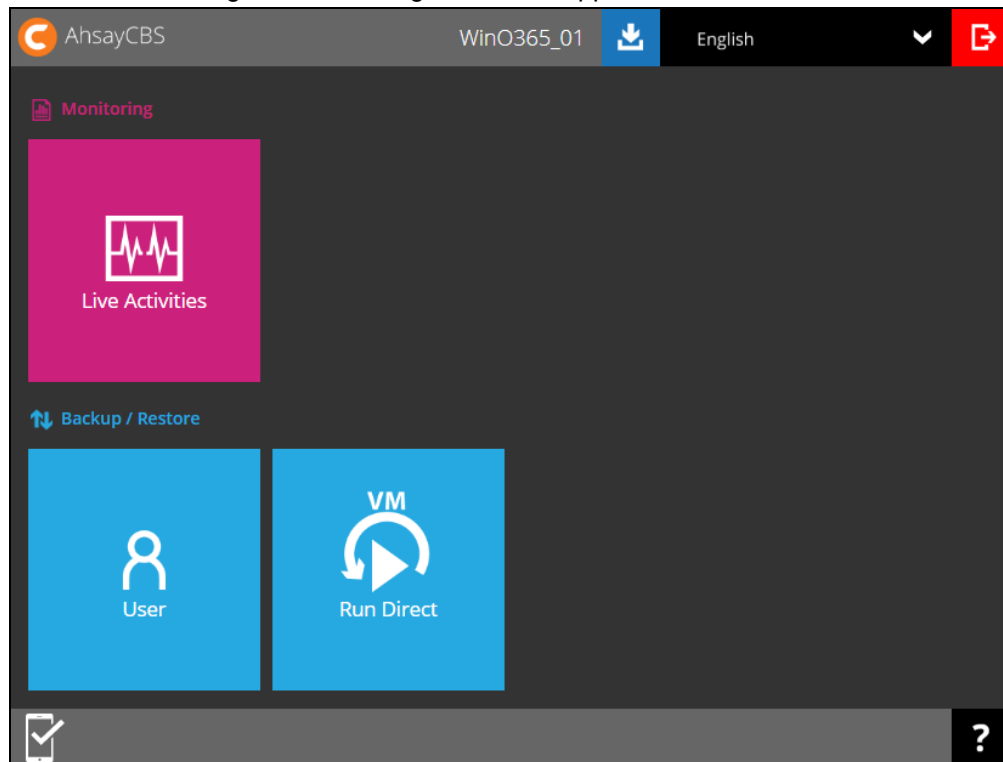 AhsayCBS WinO365_01 English
Monitoring
Live Activities
Backup / Restore
VM
User Run Direct
?